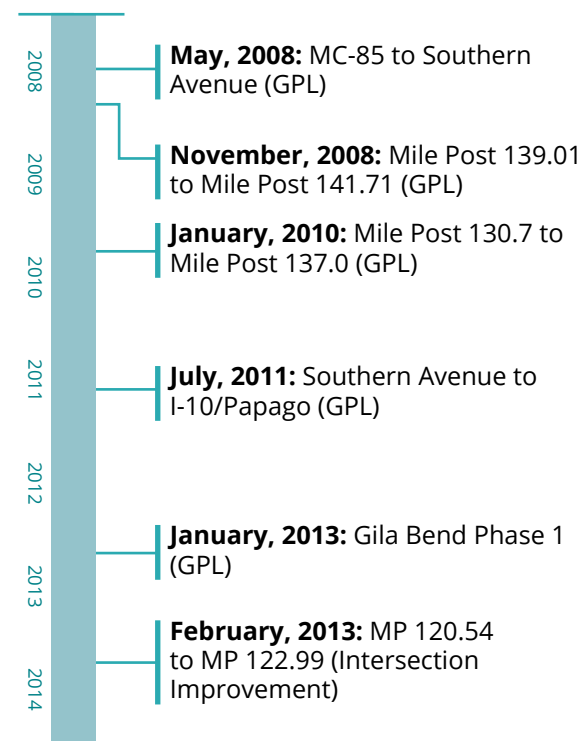 2008
May, 2008: MC-85 to Southern
Avenue (GPL)
2009
November, 2008: Mile Post 139.01
to Mile Post 141.71 (GPL)
January, 2010: Mile Post 130.7 to
Mile Post 137.0 (GPL)
2010
2011
July, 2011: Southern Avenue to
I-10/Papago (GPL)
2012
January, 2013: Gila Bend Phase 1
(GPL)
2013
February, 2013: MP 120.54
to MP 122.99 (Intersection
Improvement)
2014